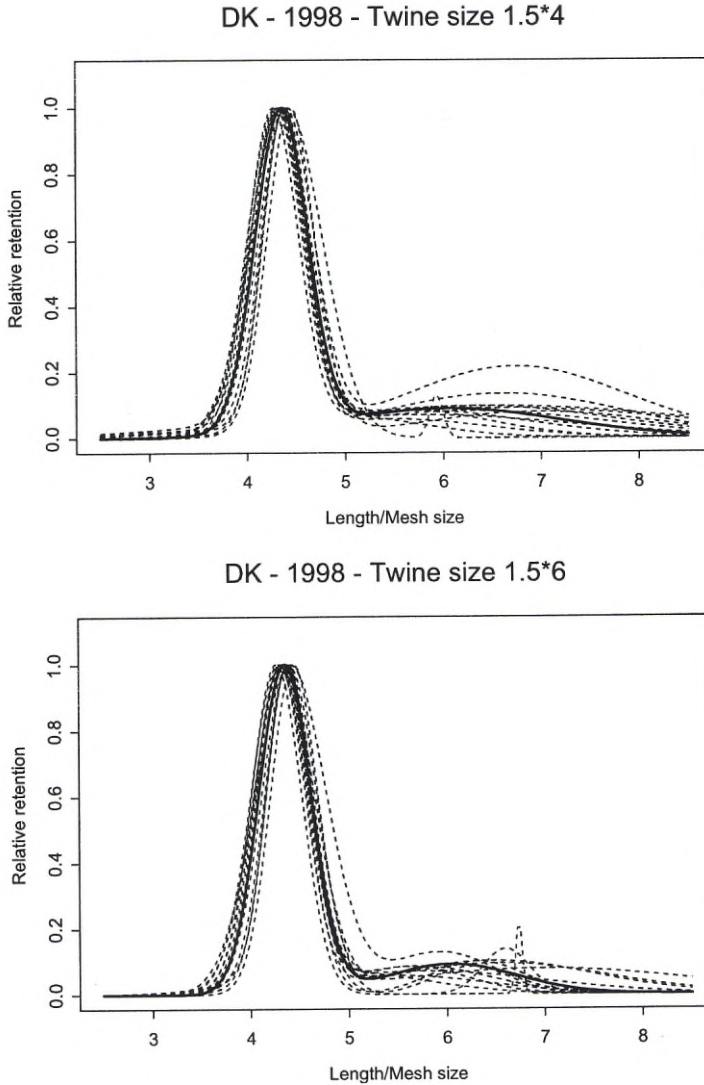 DK - 1998 - Twine size 1.5*4
Relative retention
1.0
0.8
0.6
0.4
0.2
0.0
3 4 5 6 7 8
Length/Mesh size
DK - 1998 - Twine size 1.5*6
Relative retention
1.0
0.8
0.6
0.4
0.2
0.0
3 4 5 6 7 8
Length/Mesh size